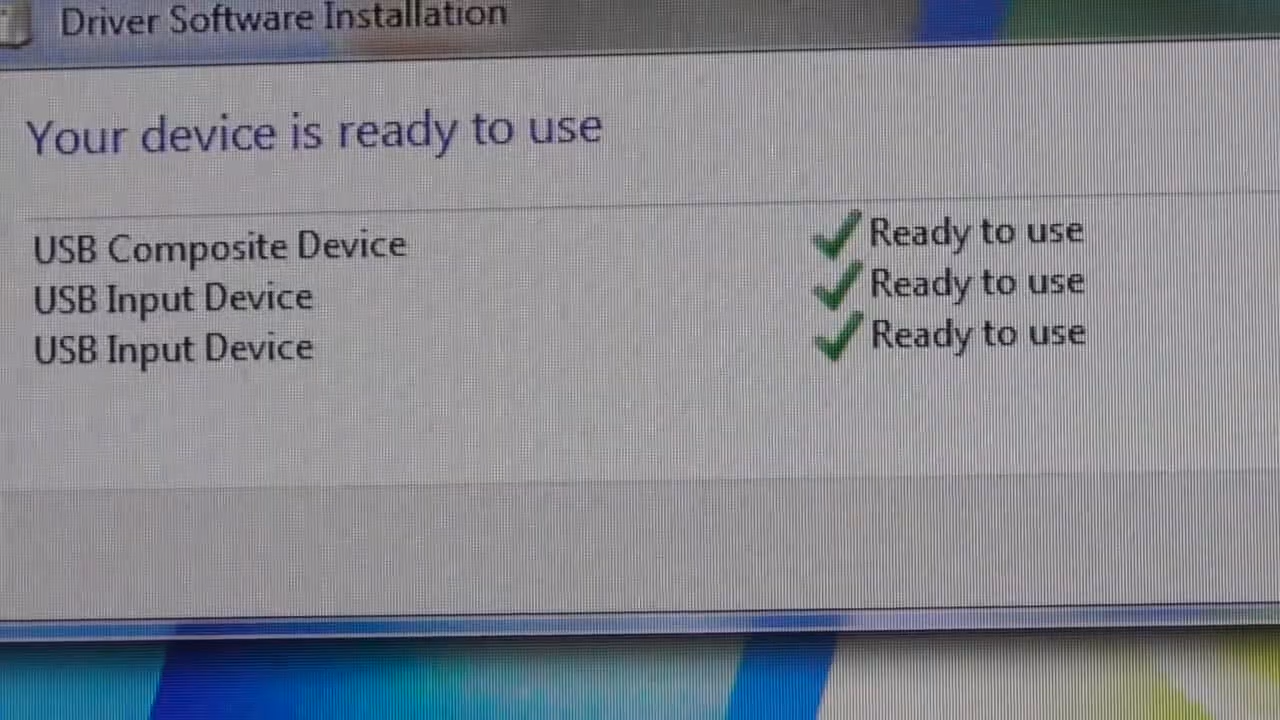 Driver Software Installation
Your device is ready to use
USB Composite Device Ready to use
USB Input Device Ready to use
USB Input Device Ready to use